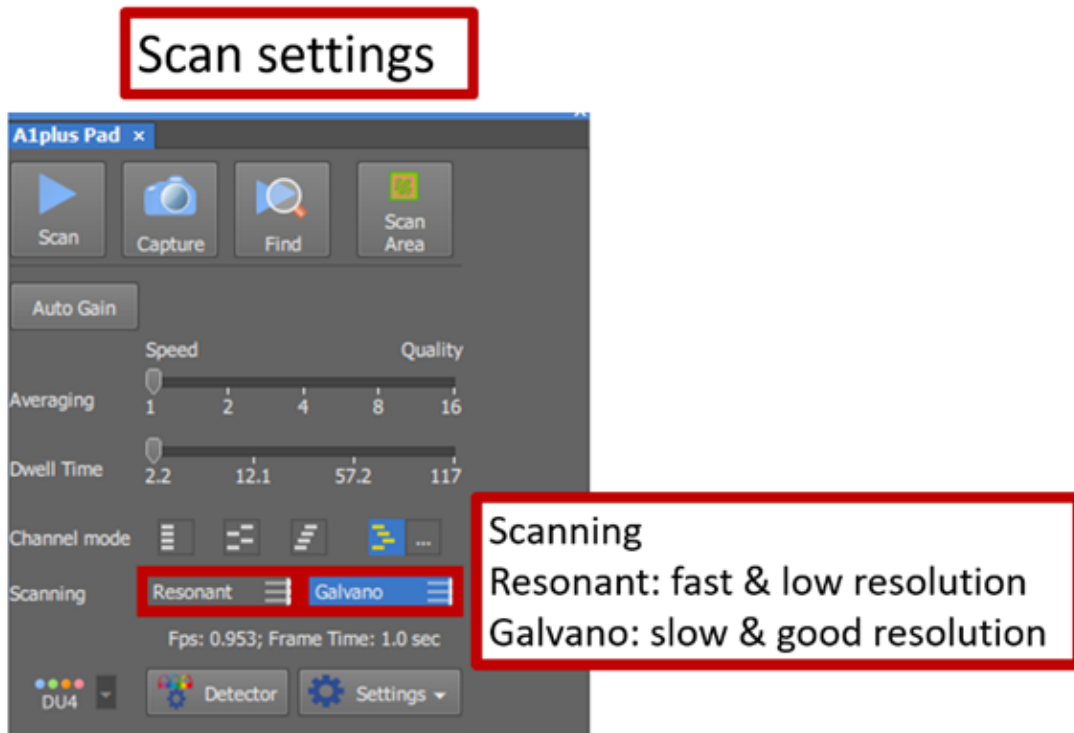 Scan settings
A1plus Pad ×
Scan Capture Find Scan Area
Auto Gain
Speed Quality
Averaging
1 2 4 8 16
Dwell Time
2.2 12.1 57.2 117
Channel mode ...
Scanning Resonant Galvano
Fps: 0.953; Frame Time: 1.0 sec
DU4 Detector Settings
Scanning
Resonant: fast & low resolution
Galvano: slow & good resolution